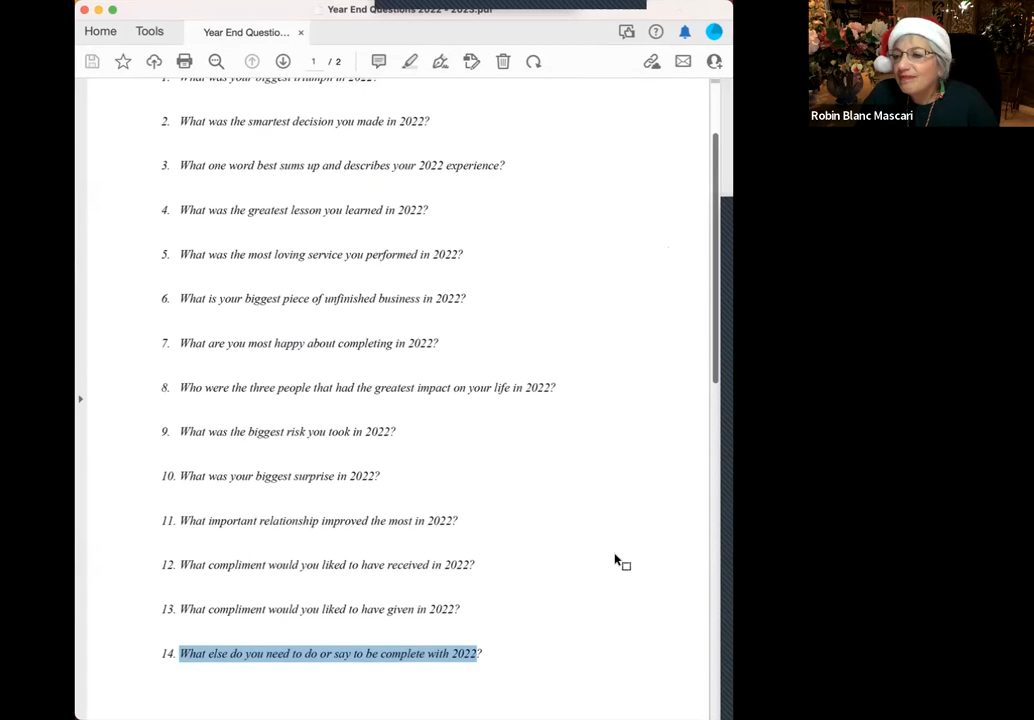 Year End Questions 2022 - 2023.pdf
Home
Tools
Year End Questio...
1 / 2
1. What was your biggest triumph in 2022?
2. What was the smartest decision you made in 2022?
3. What one word best sums up and describes your 2022 experience?
4. What was the greatest lesson you learned in 2022?
5. What was the most loving service you performed in 2022?
6. What is your biggest piece of unfinished business in 2022?
7. What are you most happy about completing in 2022?
8. Who were the three people that had the greatest impact on your life in 2022?
9. What was the biggest risk you took in 2022?
10. What was your biggest surprise in 2022?
11. What important relationship improved the most in 2022?
12. What compliment would you liked to have received in 2022?
13. What compliment would you liked to have given in 2022?
14. What else do you need to do or say to be complete with 2022?
Robin Blanc Mascari